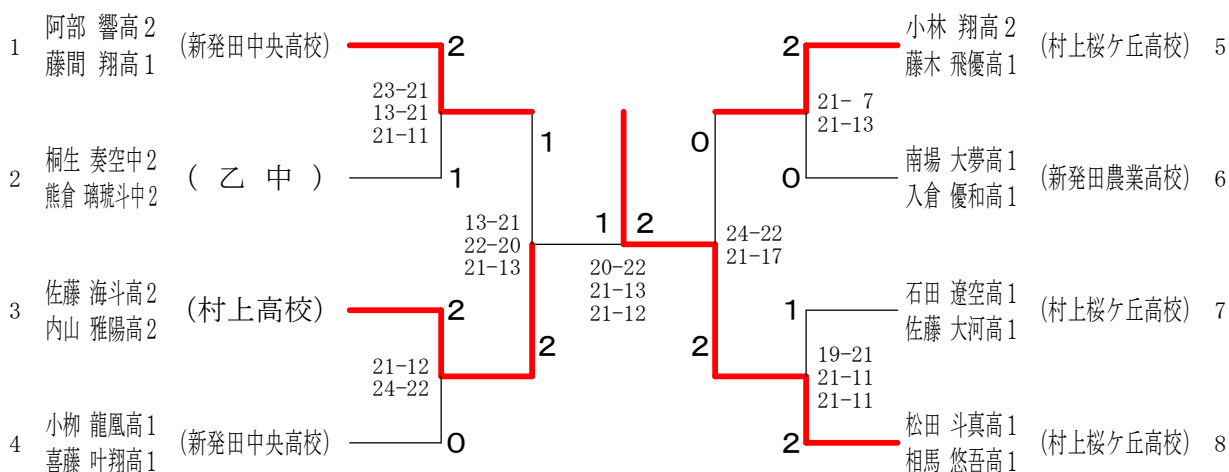 1 阿部 響高2 (新発田中央高校)
藤間 翔高1
2
23-21
13-21
21-11
2 桐生 奏空中2 ( 乙 中 )
熊倉 璃琥斗中2
1
1
13-21
22-20
21-13
3 佐藤 海斗高2 (村上高校)
内山 雅陽高2
2
2
21-12
24-22
4 小栁 龍凰高1 (新発田中央高校)
喜藤 叶翔高1
0
1 2
20-22
21-13
21-12
2 小林 翔高2 (村上桜ケ丘高校) 5
藤木 飛優高1
21- 7
21-13
0
0 南場 大夢高1 (新発田農業高校) 6
入倉 優和高1
24-22
21-17
1 石田 遼空高1 (村上桜ケ丘高校) 7
佐藤 大河高1
2
19-21
21-11
21-11
2 松田 斗真高1 (村上桜ケ丘高校) 8
相馬 悠吾高1